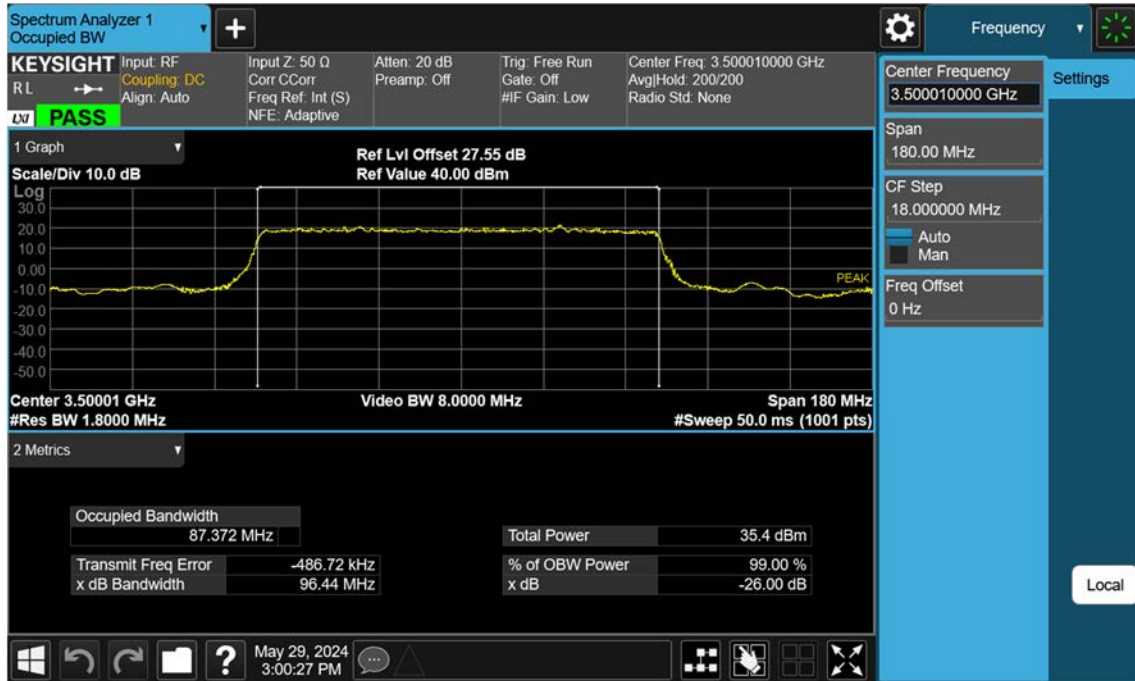 Spectrum Analyzer 1
Occupied BW
Frequency
KEYSIGHT
RL
LXI
PASS
Input: RF
Coupling: DC
Align: Auto
Input Z: 50 Ω
Corr CCorr
Freq Ref: Int (S)
NFE: Adaptive
Atten: 20 dB
Preamp: Off
Trig: Free Run
Gate: Off
#IF Gain: Low
Center Freq: 3.500010000 GHz
Avg|Hold: 200/200
Radio Std: None
Center Frequency
3.500010000 GHz
Settings
Span
180.00 MHz
CF Step
18.000000 MHz
Auto
Man
Freq Offset
0 Hz
Local
1 Graph
Scale/Div 10.0 dB
Ref Lvl Offset 27.55 dB
Ref Value 40.00 dBm
Log
30.0
20.0
10.0
0.00
-10.0
-20.0
-30.0
-40.0
-50.0
PEAK
Center 3.50001 GHz
#Res BW 1.8000 MHz
Video BW 8.0000 MHz
Span 180 MHz
#Sweep 50.0 ms (1001 pts)
2 Metrics
Occupied Bandwidth
87.372 MHz
Transmit Freq Error -486.72 kHz
x dB Bandwidth 96.44 MHz
Total Power 35.4 dBm
% of OBW Power 99.00 %
x dB -26.00 dB
?
May 29, 2024
3:00:27 PM